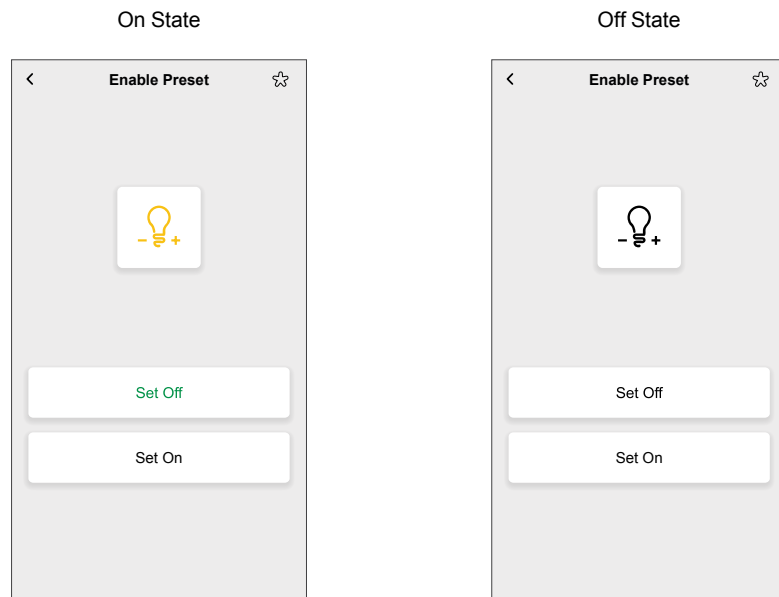 On State
Off State
Enable Preset
Set Off
Set On
Enable Preset
Set Off
Set On